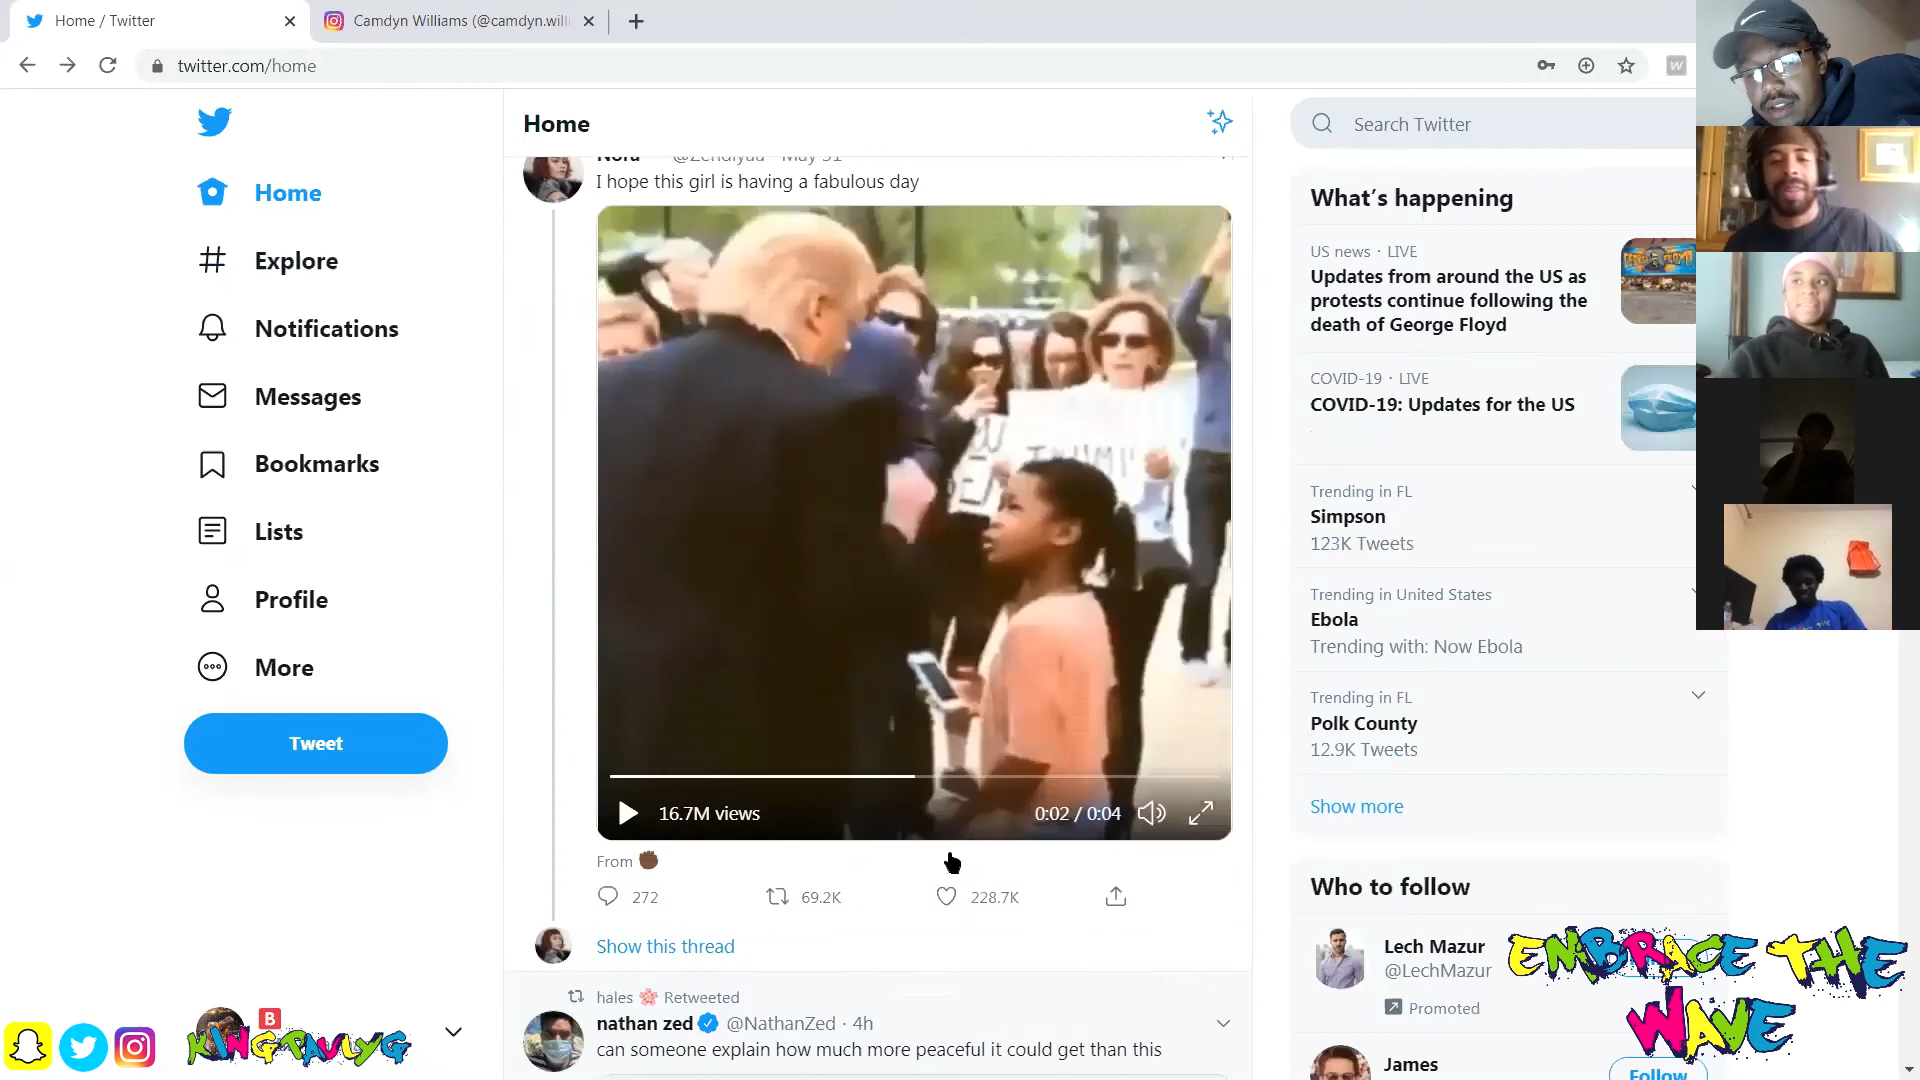 Home / Twitter
Camdyn Williams (@camdyn.will
twitter.com/home
Home
Explore
Notifications
Messages
Bookmarks
Lists
Profile
More
Tweet
KINGPAULYG
Home
I hope this girl is having a fabulous day
16.7M views
0:02 / 0:04
From
272
69.2K
228.7K
Show this thread
hales 🌸 Retweeted
nathan zed @NathanZed · 4h
can someone explain how much more peaceful it could get than this
Search Twitter
What's happening
US news · LIVE
Updates from around the US as
protests continue following the
death of George Floyd
COVID-19 · LIVE
COVID-19: Updates for the US
Trending in FL
Simpson
123K Tweets
Trending in United States
Ebola
Trending with: Now Ebola
Trending in FL
Polk County
12.9K Tweets
Show more
Who to follow
Lech Mazur
@LechMazur
Promoted
James
Follow
EMBRACE THE
WAVE